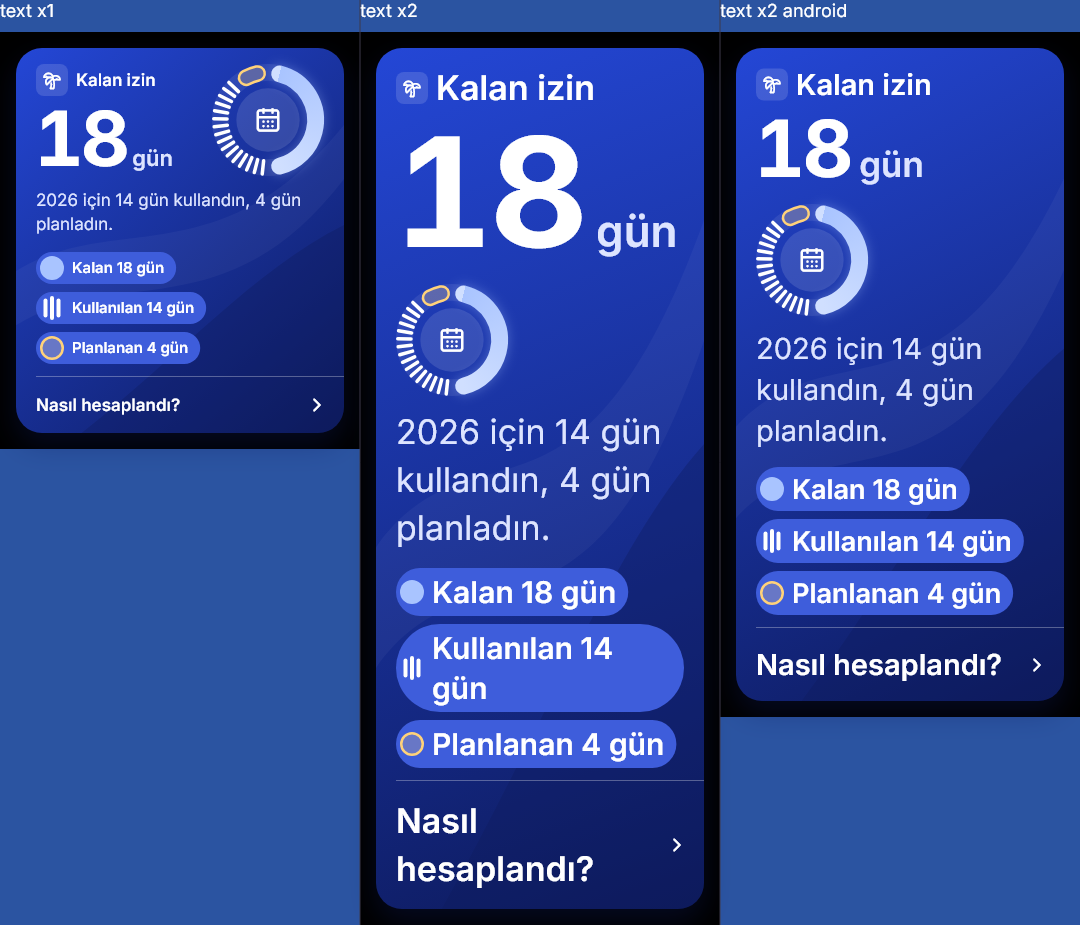 text x1
Kalan izin
18 gün
2026 için 14 gün kullandın, 4 gün
planladın.
Kalan 18 gün
Kullanılan 14 gün
Planlanan 4 gün
Nasıl hesaplandı?
text x2
Kalan izin
18 gün
2026 için 14 gün
kullandın, 4 gün
planladın.
Kalan 18 gün
Kullanılan 14
gün
Planlanan 4 gün
Nasıl
hesaplandı?
text x2 android
Kalan izin
18 gün
2026 için 14 gün
kullandın, 4 gün
planladın.
Kalan 18 gün
Kullanılan 14 gün
Planlanan 4 gün
Nasıl hesaplandı?